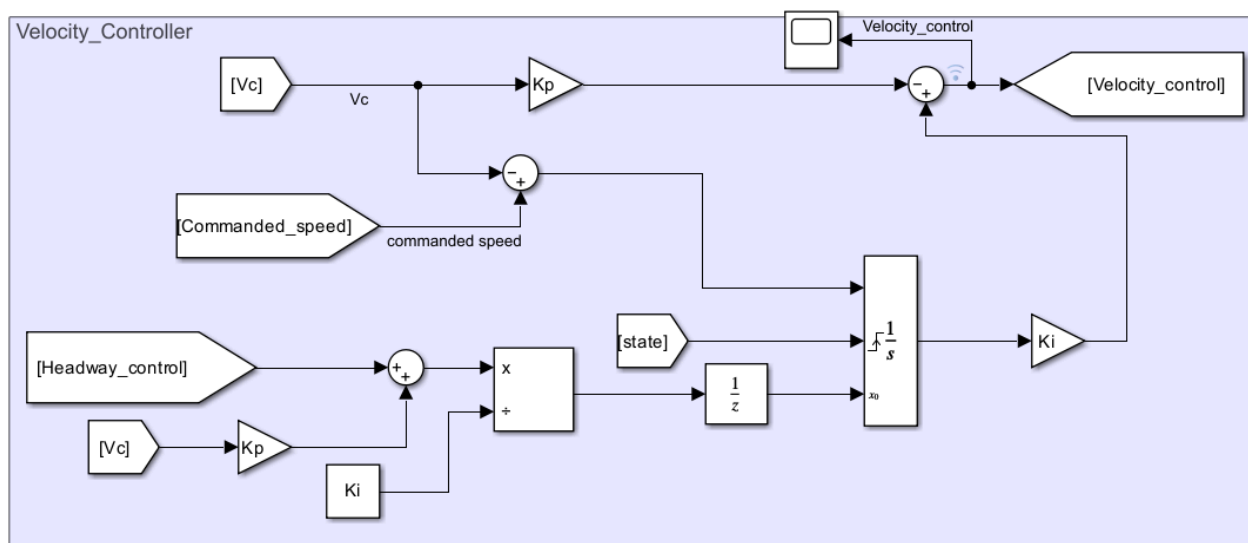 Velocity_Controller
Velocity_control
[Vc]
Vc
Kp
−
+
[Velocity_control]
−
+
[Commanded_speed]
commanded speed
[state]
1
s
x₀
Ki
[Headway_control]
+
+
x
÷
1
z
[Vc]
Kp
Ki